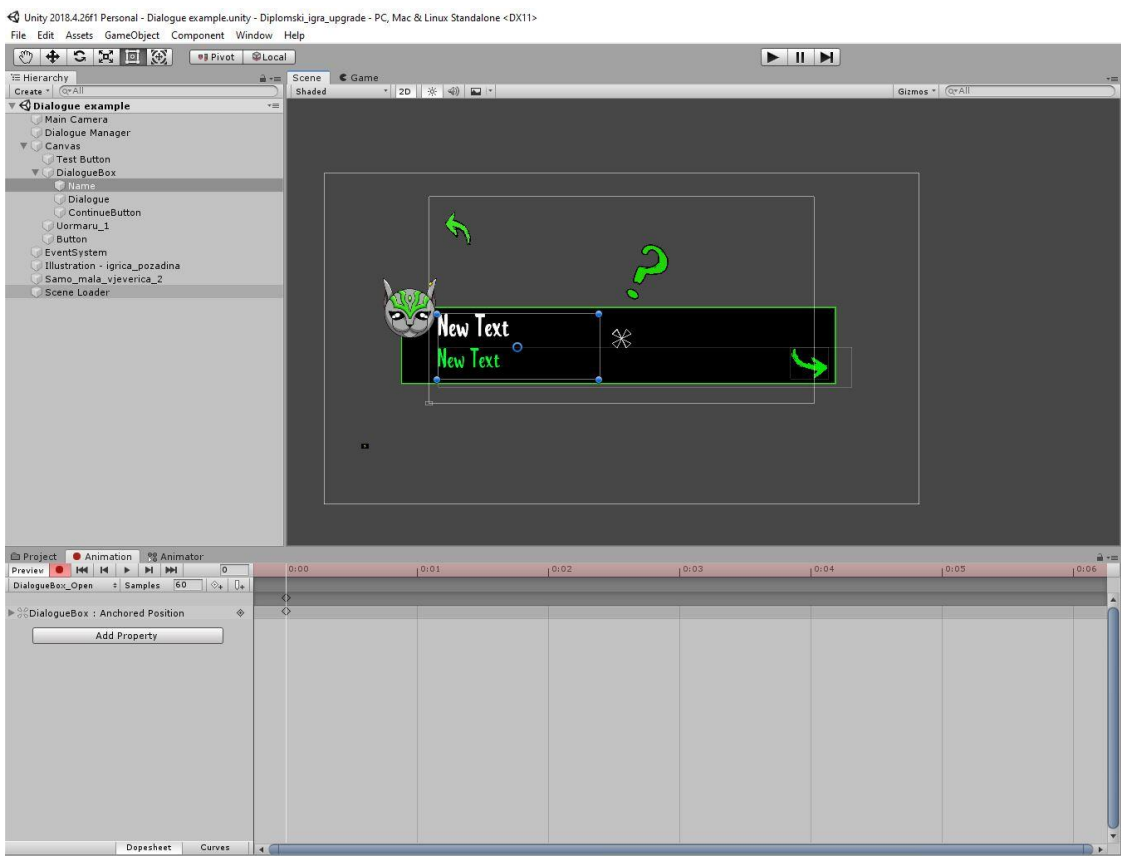 Unity 2018.4.26f1 Personal - Dialogue example.unity - Diplomski_igra_upgrade - PC, Mac & Linux Standalone <DX11>
File Edit Assets GameObject Component Window Help
Pivot Local
Hierarchy
Create All
Dialogue example
Main Camera
Dialogue Manager
Canvas
Test Button
DialogueBox
Name
Dialogue
ContinueButton
Uormaru_1
Button
EventSystem
Illustration - igrica_pozadina
Samo_mala_vjeverica_2
Scene Loader
Scene Game
Shaded 2D Gizmos All
?
New Text
New Text
Project Animation Animator
Preview 0 0:00 0:01 0:02 0:03 0:04 0:05 0:06
DialogueBox_Open Samples 60
DialogueBox : Anchored Position
Add Property
Dopesheet Curves